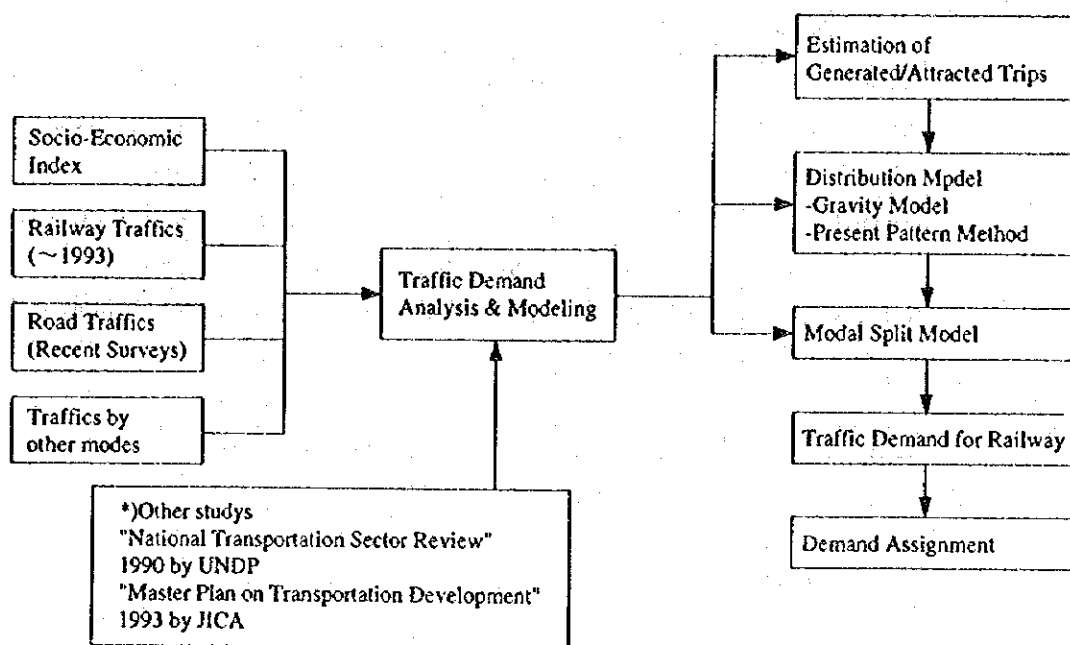 Socio-Economic
Index
Railway Traffics
(~1993)
Road Traffics
(Recent Surveys)
Traffics by
other modes
*)Other studys
"National Transportation Sector Review"
1990 by UNDP
"Master Plan on Transportation Development"
1993 by JICA
Traffic Demand
Analysis & Modeling
Estimation of
Generated/Attracted Trips
Distribution Mpdel
-Gravity Model
-Present Pattern Method
Modal Split Model
Traffic Demand for Railway
Demand Assignment